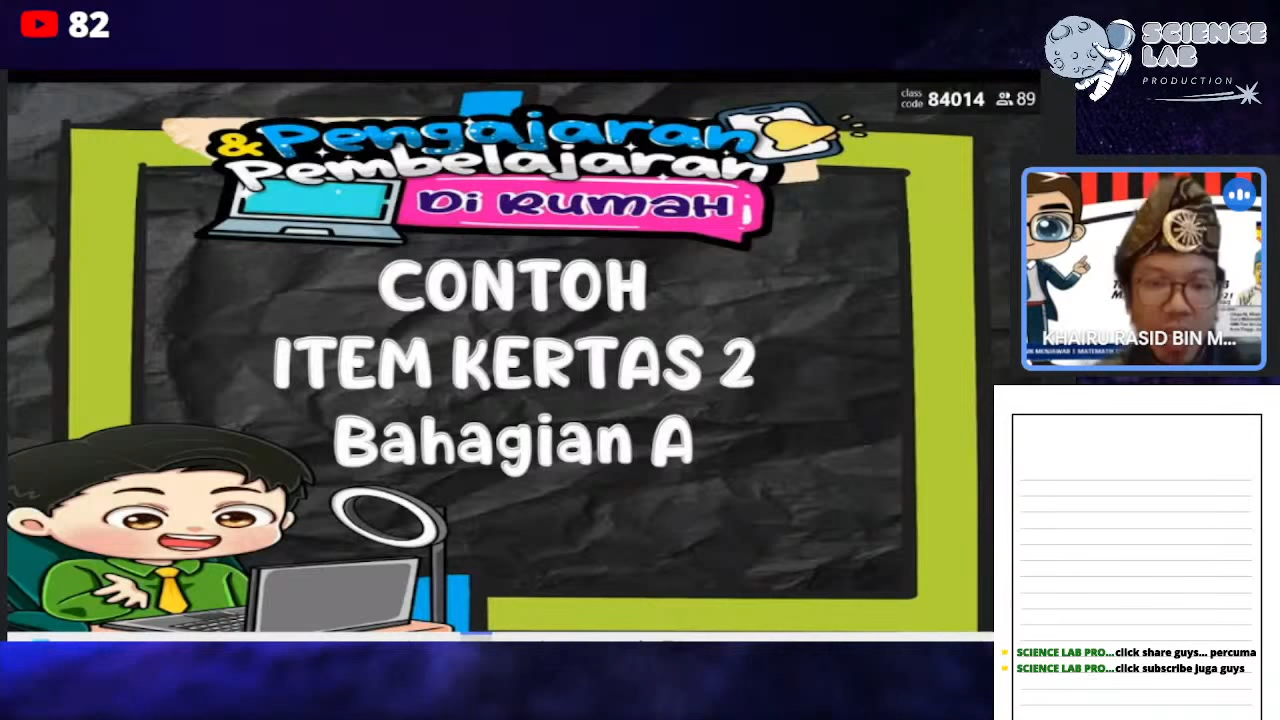 82
SCIENCE
LAB
PRODUCTION
class
code 84014 89
&Pengajaran
Pembelajaran
Di Rumah
CONTOH
ITEM KERTAS 2
Bahagian A
KHAIRU RASID BIN M...
SCIENCE LAB PRO... click share guys... percuma
SCIENCE LAB PRO... click subscribe juga guys